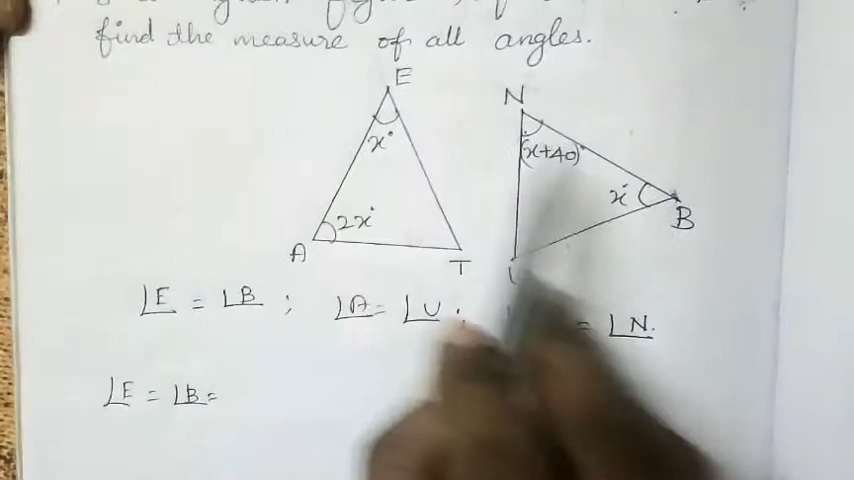 find the measure of all angles.
E
N
x°
(x+40)°
2x°
x°
B
A
T
U
∠E = ∠B ; ∠A = ∠U ; = ∠N.
∠E = ∠B =